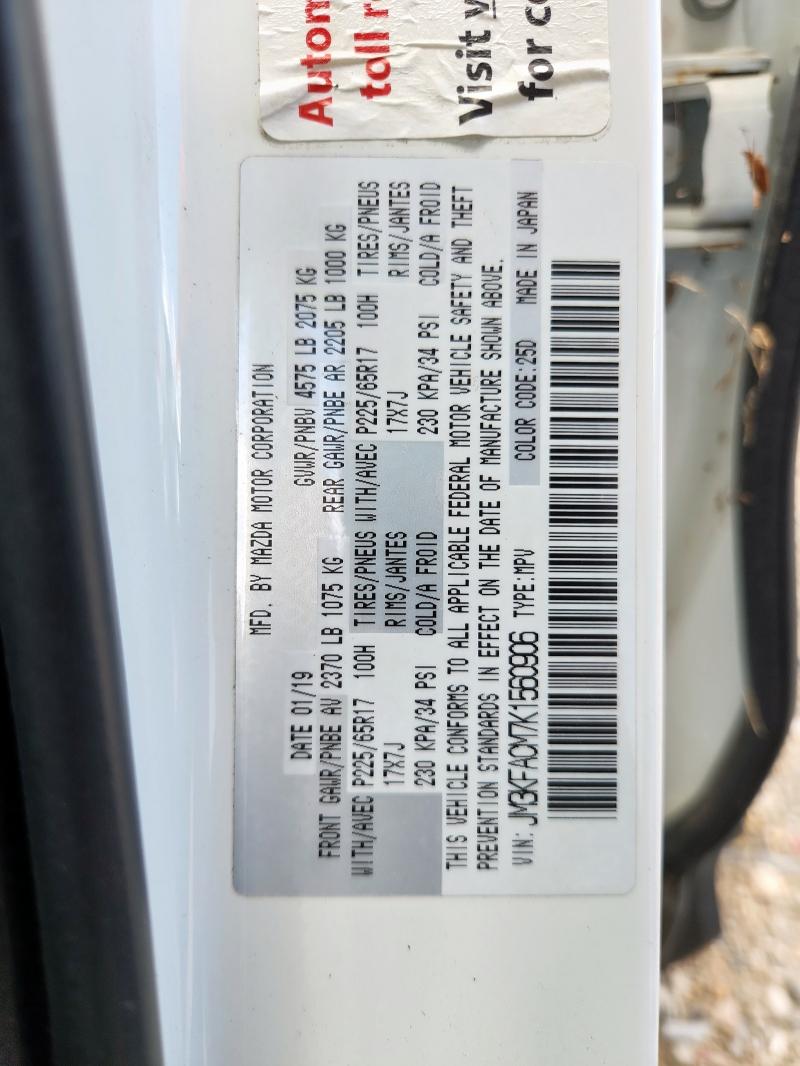 Autom
toll r
Visit
for co
MFD. BY MAZDA MOTOR CORPORATION
DATE 01/19 GVWR/PNBV 4575 LB 2075 KG
FRONT GAWR/PNBE AV 2370 LB 1075 KG REAR GAWR/PNBE AR 2205 LB 1000 KG
WITH/AVEC P225/65R17 100H TIRES/PNEUS WITH/AVEC P225/65R17 100H TIRES/PNEUS
17X7J RIMS/JANTES 17X7J RIMS/JANTES
230 KPA/34 PSI COLD/A FROID 230 KPA/34 PSI COLD/A FROID
THIS VEHICLE CONFORMS TO ALL APPLICABLE FEDERAL MOTOR VEHICLE SAFETY AND THEFT
PREVENTION STANDARDS IN EFFECT ON THE DATE OF MANUFACTURE SHOWN ABOVE.
VIN: JM3KFACM7K1560906 TYPE:MPV COLOR CODE:25D MADE IN JAPAN